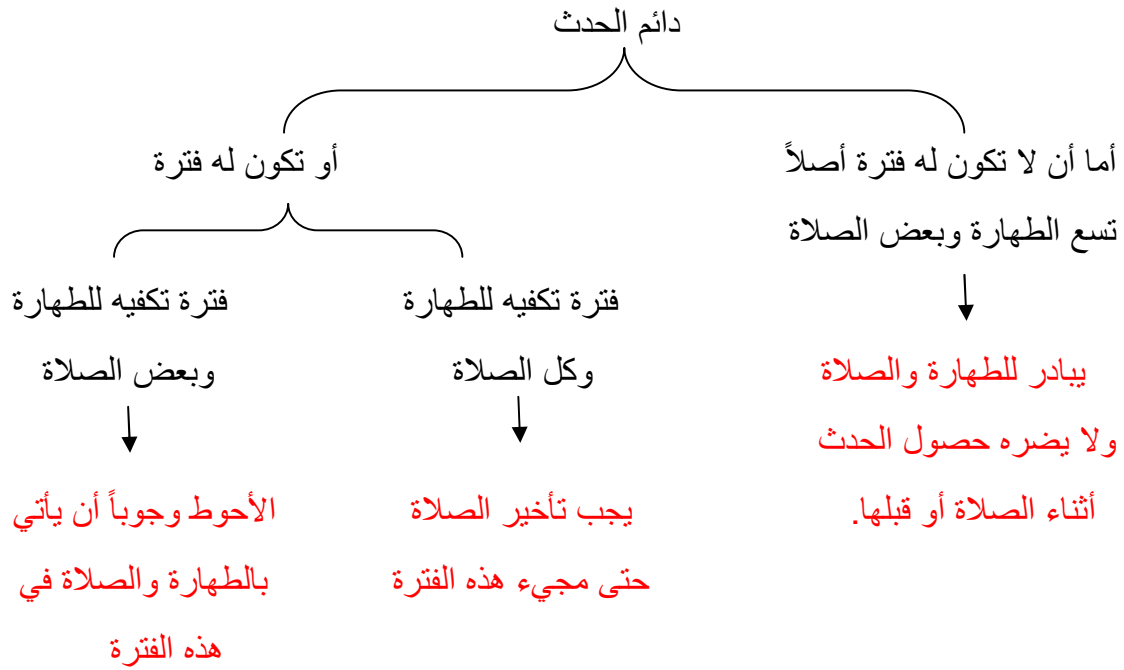 دائم الحدث
أما أن لا تكون له فترة أصلاً
تسع الطهارة وبعض الصلاة
يبادر للطهارة والصلاة
ولا يضره حصول الحدث
أثناء الصلاة أو قبلها.
أو تكون له فترة
فترة تكفيه للطهارة
وكل الصلاة
يجب تأخير الصلاة
حتى مجيء هذه الفترة
فترة تكفيه للطهارة
وبعض الصلاة
الأحوط وجوباً أن يأتي
بالطهارة والصلاة في
هذه الفترة